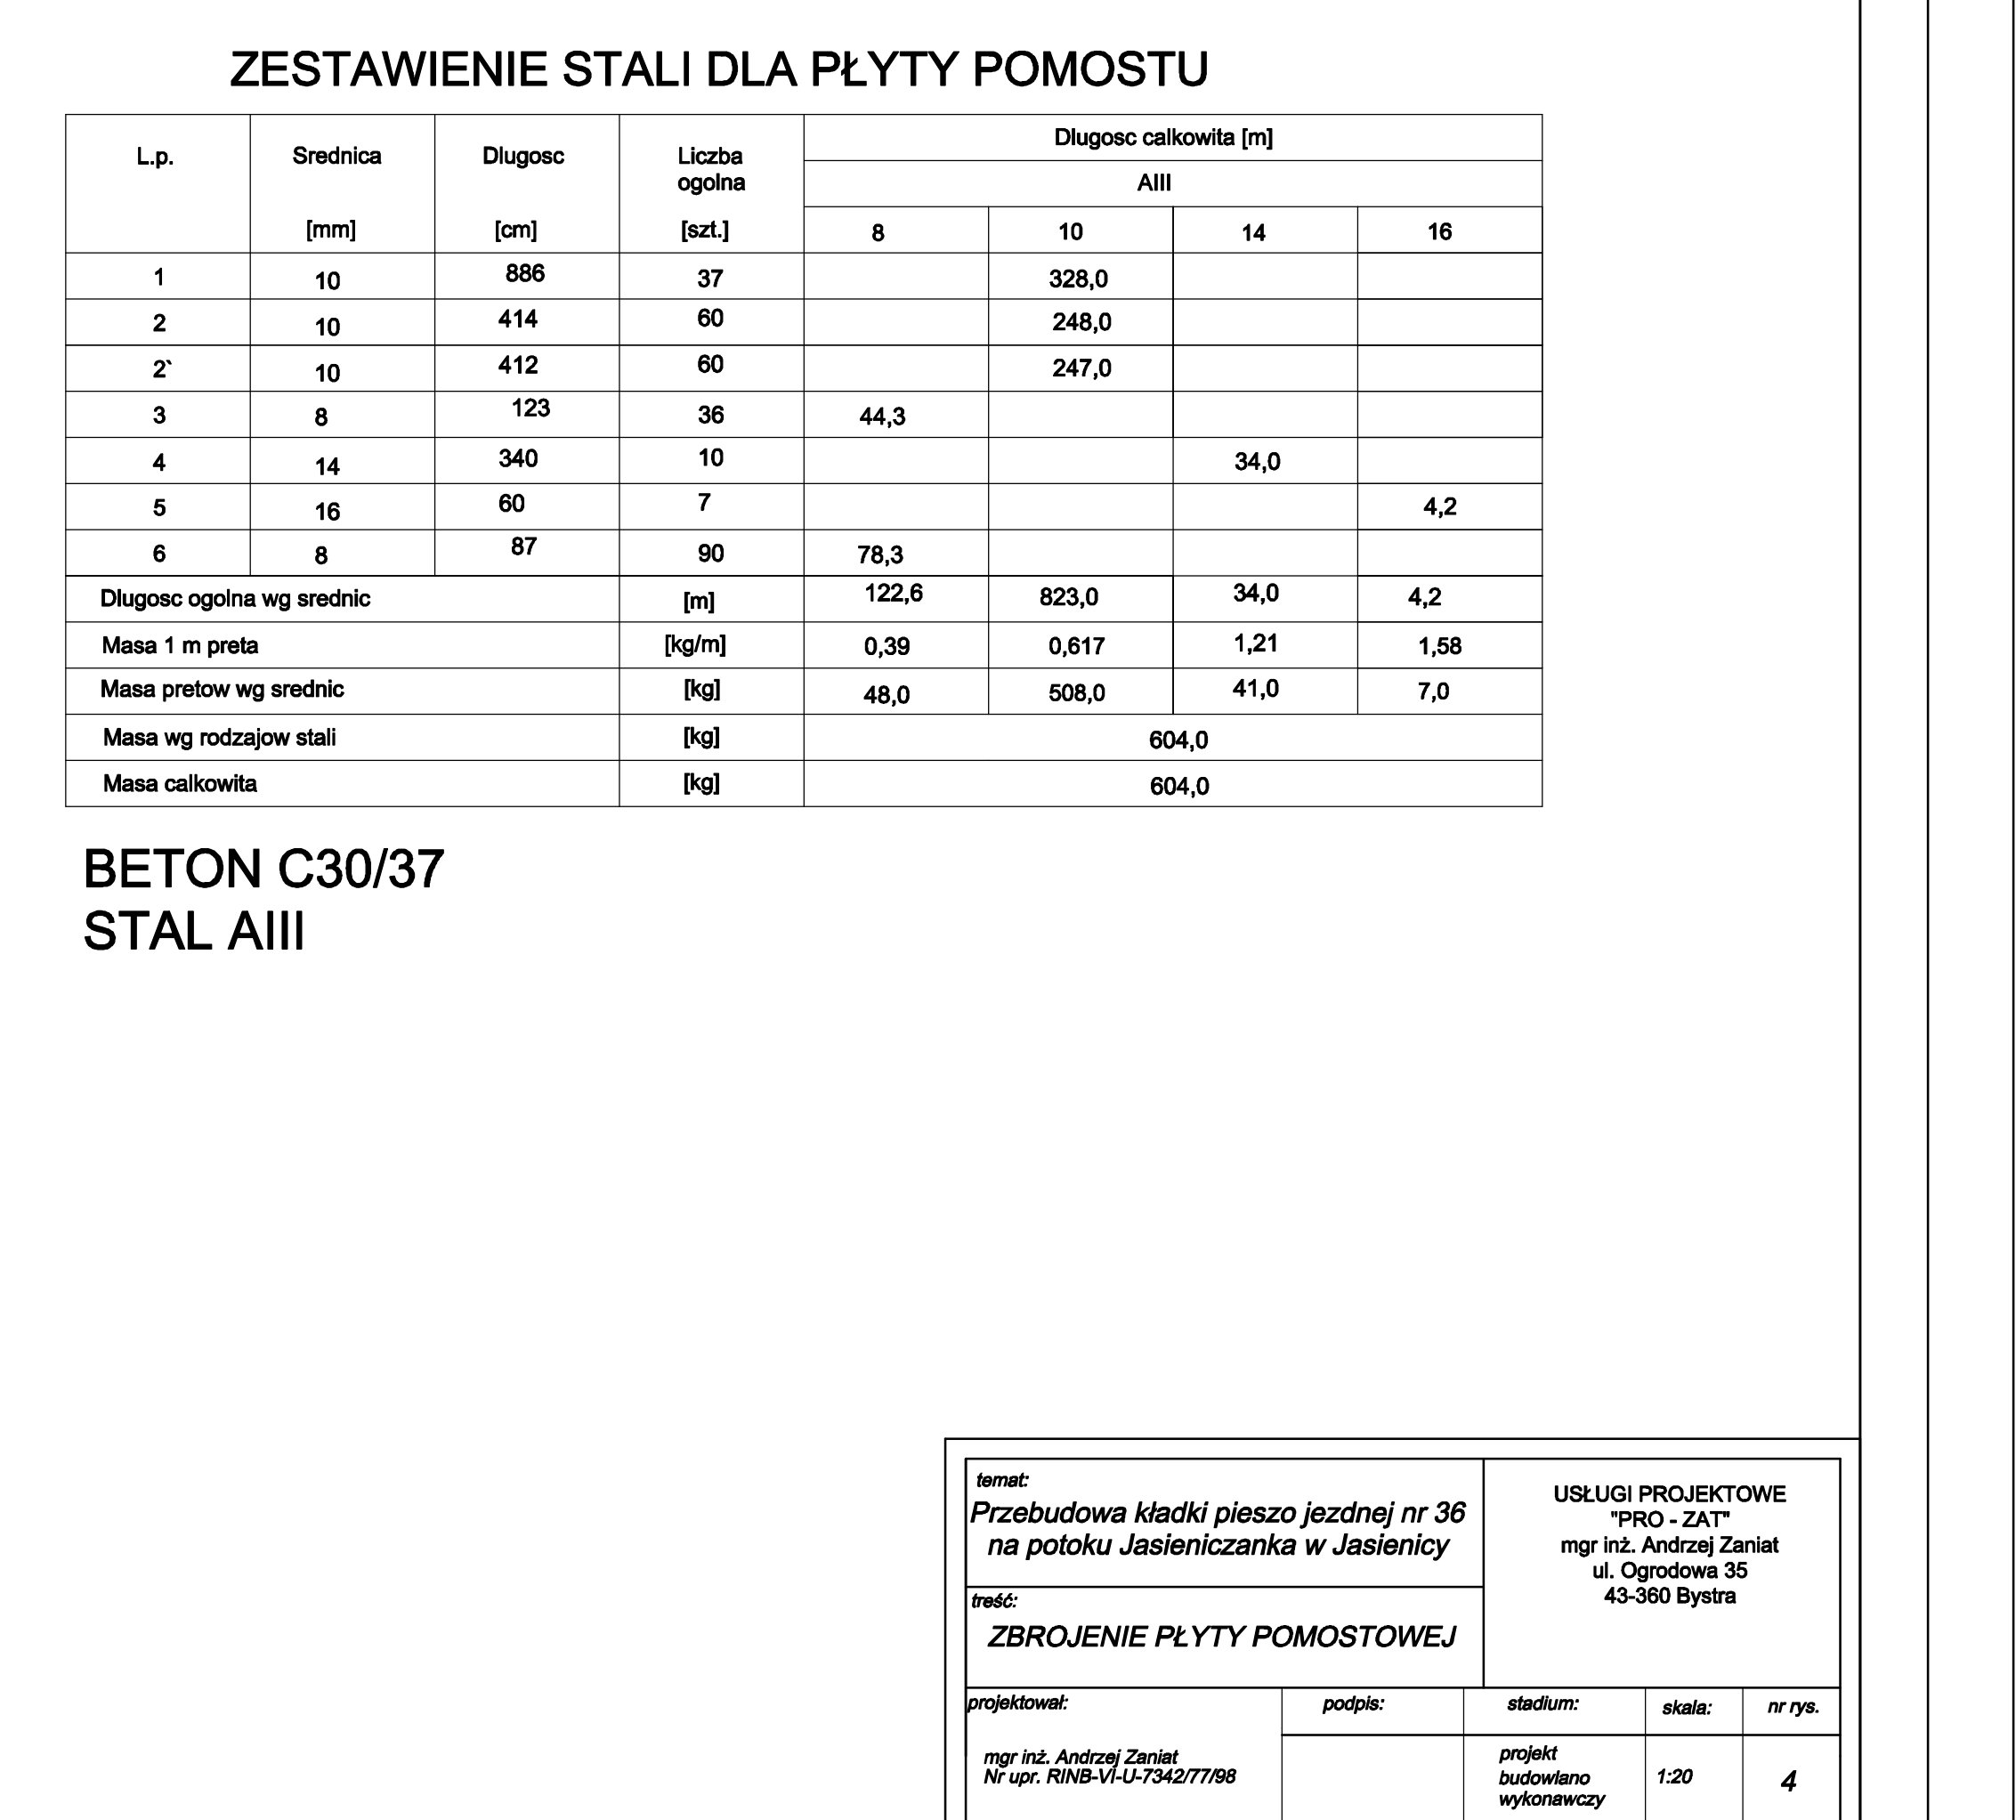 ZESTAWIENIE STALI DLA PŁYTY POMOSTU
L.p. Srednica Dlugosc Liczba ogolna Dlugosc calkowita [m]
AIII
[mm] [cm] [szt.] 8 10 14 16
1 10 886 37 328,0
2 10 414 60 248,0
2` 10 412 60 247,0
3 8 123 36 44,3
4 14 340 10 34,0
5 16 60 7 4,2
6 8 87 90 78,3
Dlugosc ogolna wg srednic [m] 122,6 823,0 34,0 4,2
Masa 1 m preta [kg/m] 0,39 0,617 1,21 1,58
Masa pretow wg srednic [kg] 48,0 508,0 41,0 7,0
Masa wg rodzajow stali [kg] 604,0
Masa calkowita [kg] 604,0
BETON C30/37
STAL AIII
temat:
Przebudowa kładki pieszo jezdnej nr 36
na potoku Jasieniczanka w Jasienicy
USŁUGI PROJEKTOWE
"PRO - ZAT"
mgr inż. Andrzej Zaniat
ul. Ogrodowa 35
43-360 Bystra
treść:
ZBROJENIE PŁYTY POMOSTOWEJ
projektował: podpis: stadium: skala: nr rys.
mgr inż. Andrzej Zaniat
Nr upr. RINB-VI-U-7342/77/98
projekt
budowlano
wykonawczy
1:20
4